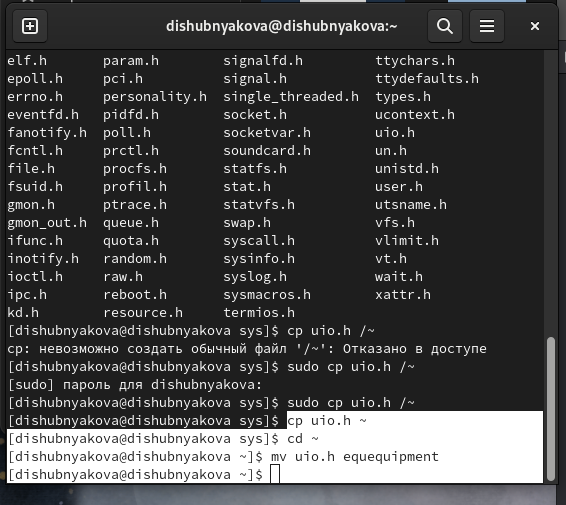 dishubnyakova@dishubnyakova:~
elf.h param.h signalfd.h ttychars.h
epoll.h pci.h signal.h ttydefaults.h
errno.h personality.h single_threaded.h types.h
eventfd.h pidfd.h socket.h ucontext.h
fanotify.h poll.h socketvar.h uio.h
fcntl.h prctl.h soundcard.h un.h
file.h procfs.h statfs.h unistd.h
fsuid.h profil.h stat.h user.h
gmon.h ptrace.h statvfs.h utsname.h
gmon_out.h queue.h swap.h vfs.h
ifunc.h quota.h syscall.h vlimit.h
inotify.h random.h sysinfo.h vt.h
ioctl.h raw.h syslog.h wait.h
ipc.h reboot.h sysmacros.h xattr.h
kd.h resource.h termios.h
[dishubnyakova@dishubnyakova sys]$ cp uio.h /~
cp: невозможно создать обычный файл '/~': Отказано в доступе
[dishubnyakova@dishubnyakova sys]$ sudo cp uio.h /~
[sudo] пароль для dishubnyakova:
[dishubnyakova@dishubnyakova sys]$ sudo cp uio.h /~
[dishubnyakova@dishubnyakova sys]$ cp uio.h ~
[dishubnyakova@dishubnyakova sys]$ cd ~
[dishubnyakova@dishubnyakova ~]$ mv uio.h equequipment
[dishubnyakova@dishubnyakova ~]$